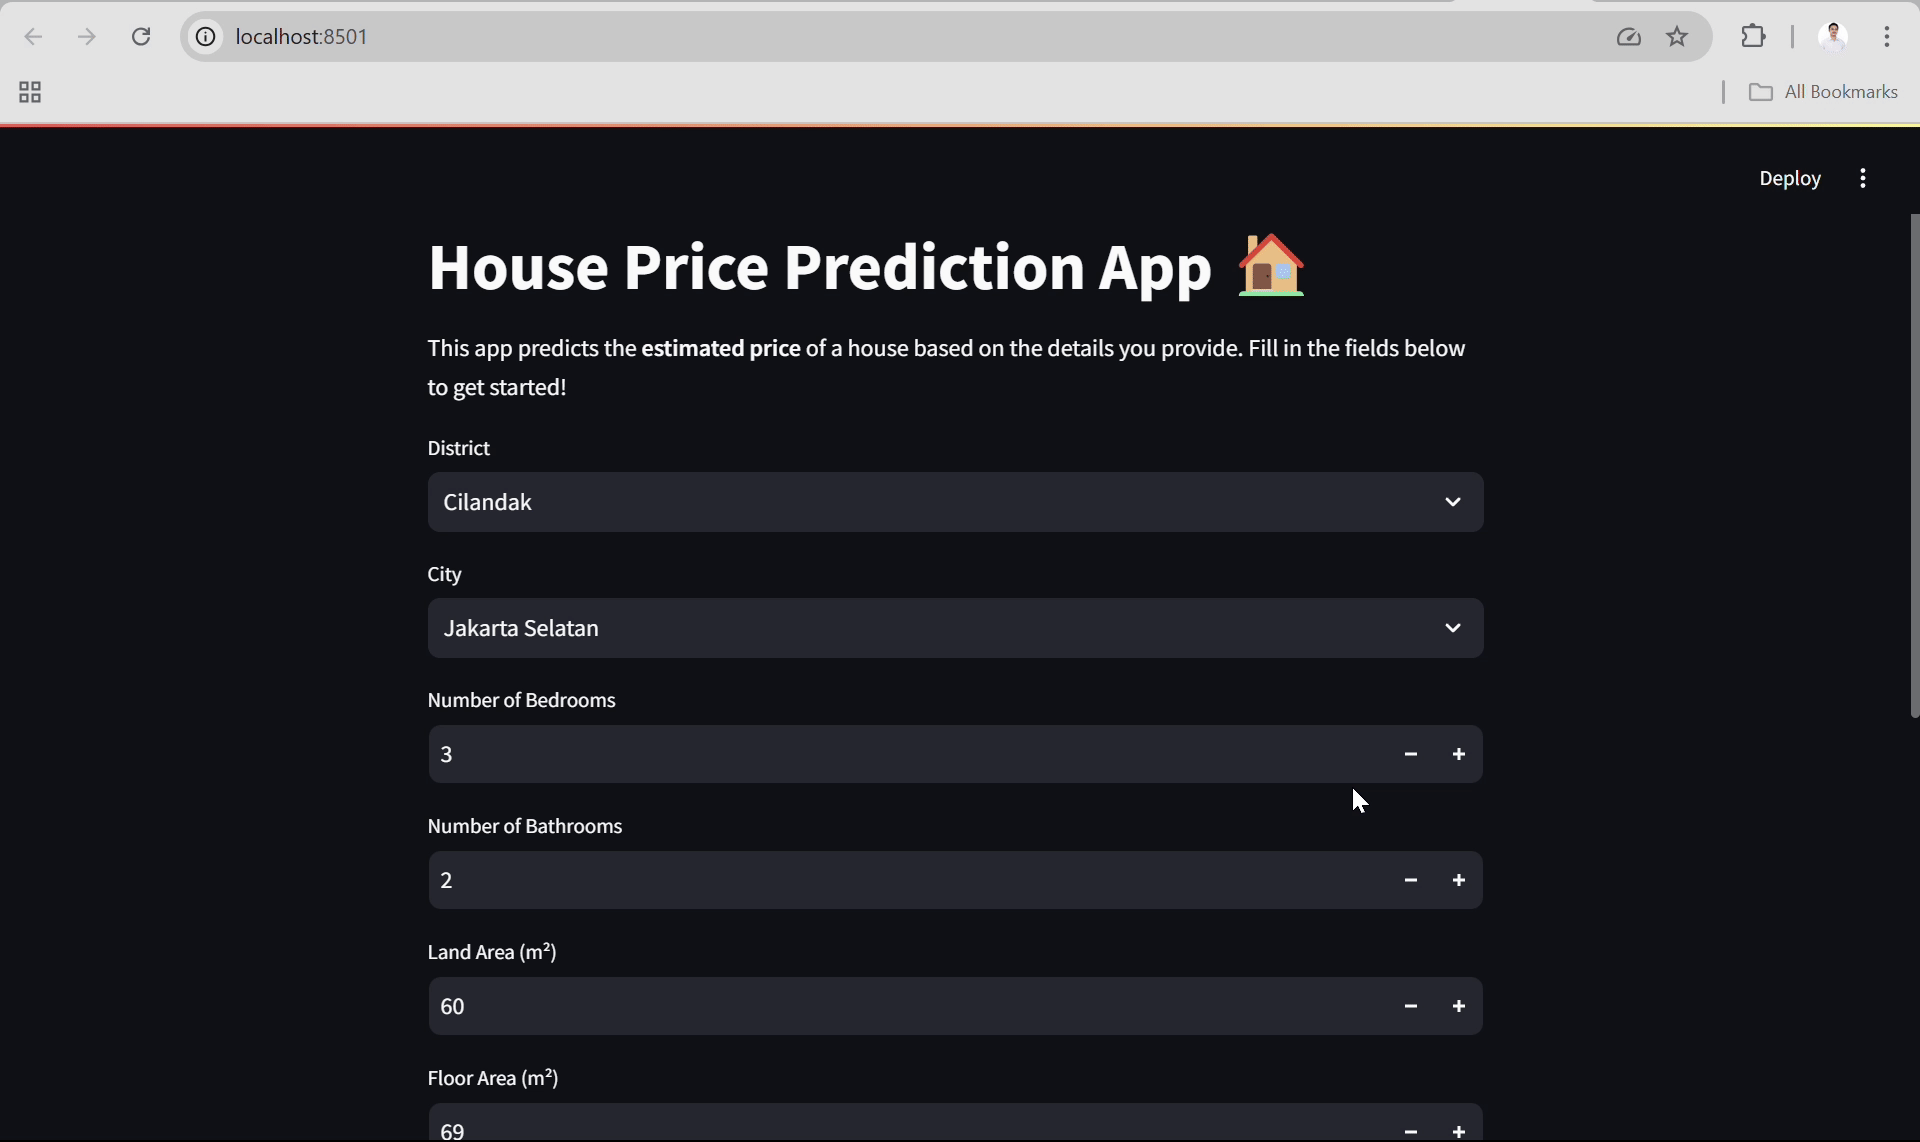 localhost:8501
All Bookmarks
Deploy
House Price Prediction App
This app predicts the estimated price of a house based on the details you provide. Fill in the fields below
to get started!
District
Cilandak
City
Jakarta Selatan
Number of Bedrooms
3
Number of Bathrooms
2
Land Area (m²)
60
Floor Area (m²)
69